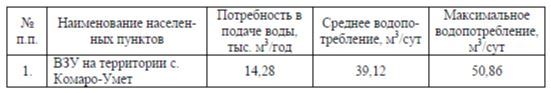 № п.п.
Наименование населен-
ных пунктов
Потребность в
подаче воды,
тыс. м³/год
Среднее водопо-
требление, м³/сут
Максимальное
водопотребление,
м³/сут
1.
ВЗУ на территории с.
Комаро-Умет
14,28
39,12
50,86